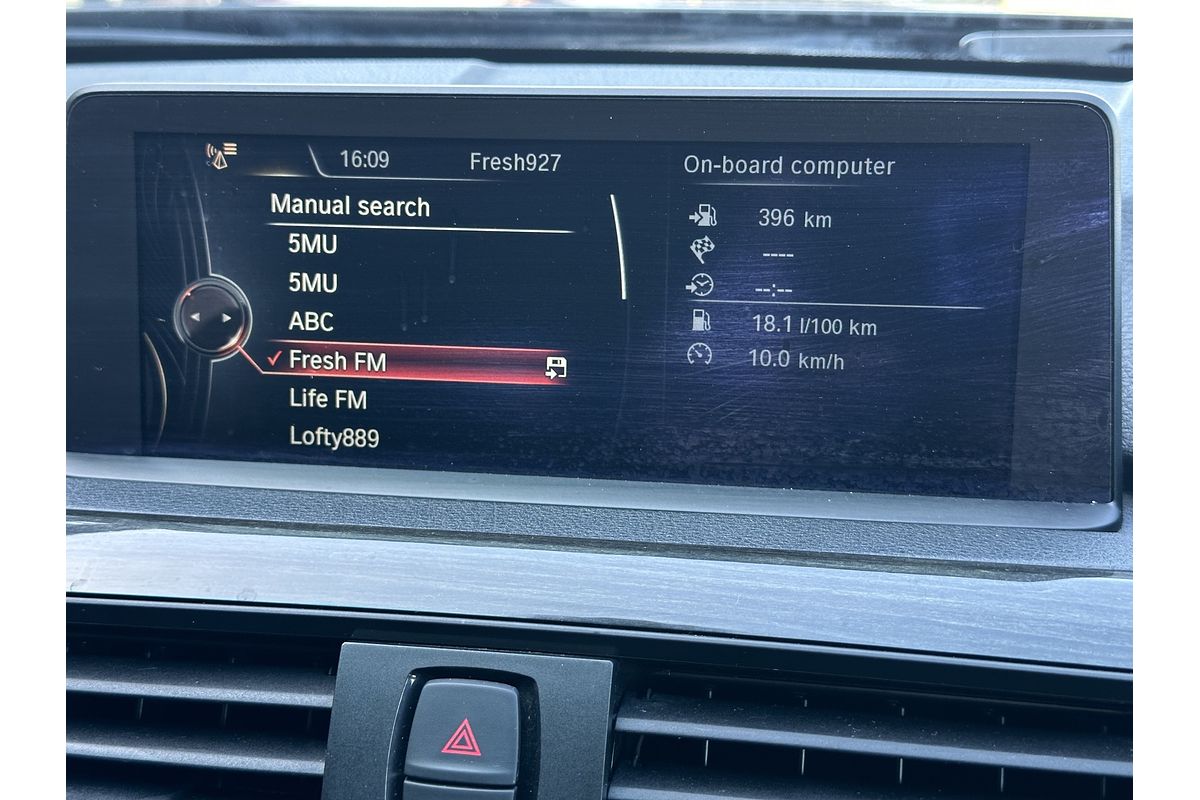 16:09 Fresh927
Manual search
5MU
5MU
ABC
Fresh FM
Life FM
Lofty889
On-board computer
396 km
----
--:--
18.1 l/100 km
10.0 km/h